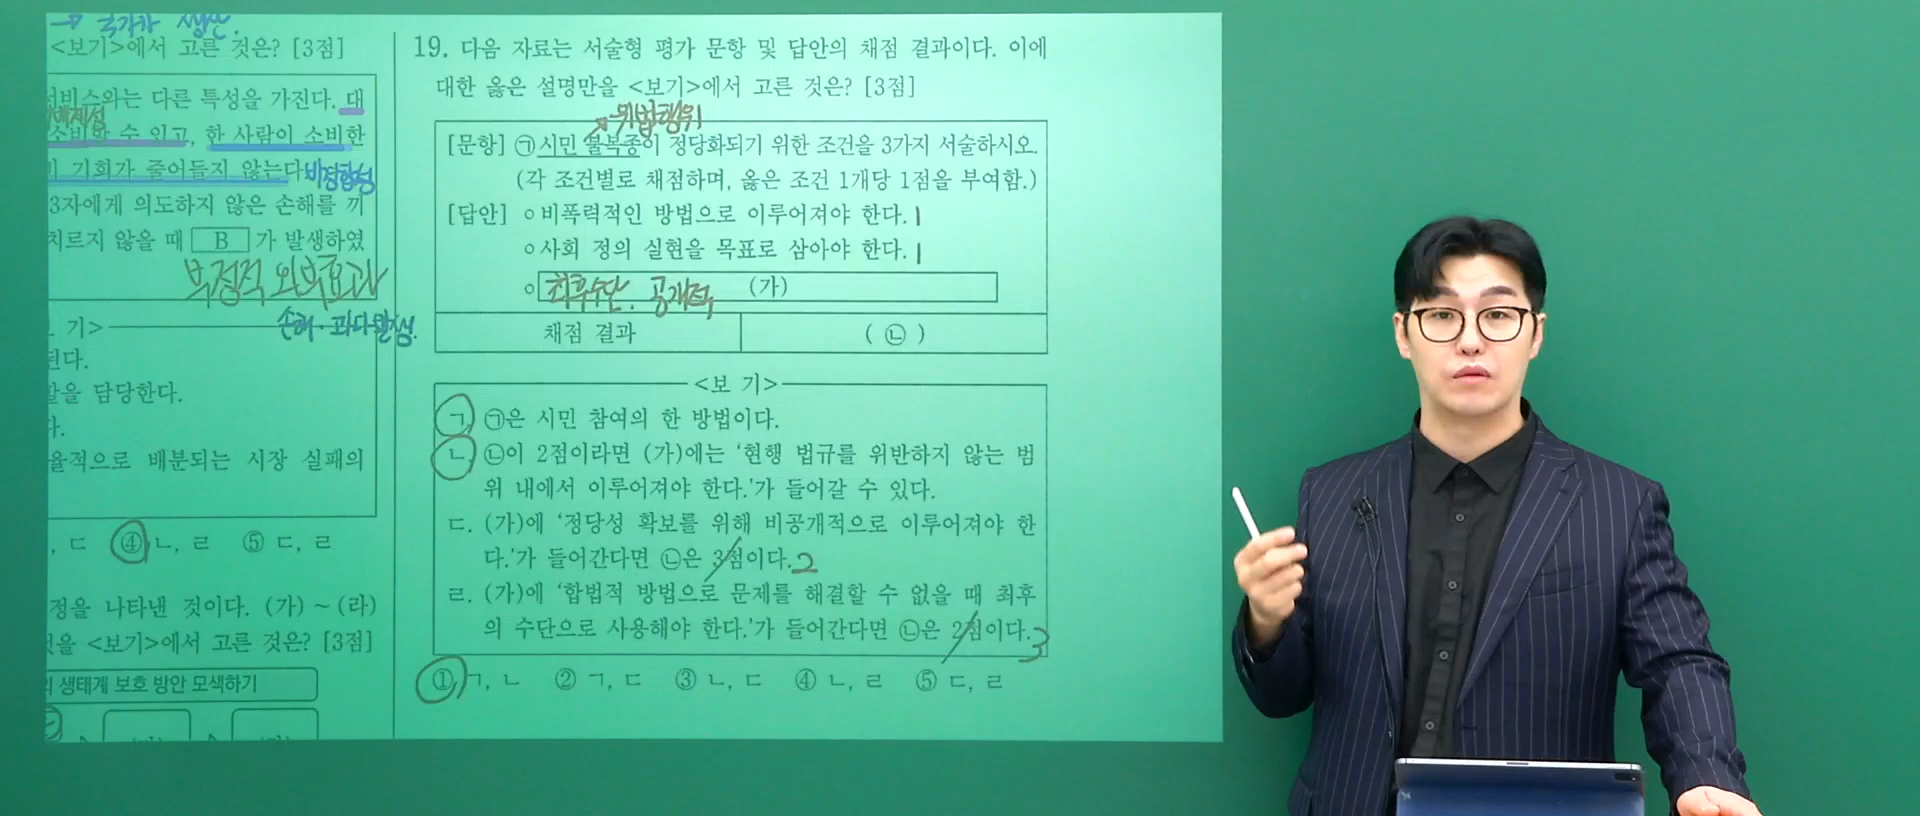 → 국가가 생산.
<보기>에서 고른 것은? [3점]
서비스와는 다른 특성을 가진다. 대
배제성
소비할 수 있고, 한 사람이 소비한
기회가 줄어들지 않는다 비경합성
3자에게 의도하지 않은 손해를 끼
치르지 않을 때 B 가 발생하였
부정적 외부효과
기>
손해·과다발생.
된다.
할을 담당한다.
다.
율적으로 배분되는 시장 실패의
, ㄷ ④ ㄴ, ㄹ ⑤ ㄷ, ㄹ
정을 나타낸 것이다. (가) ~ (라)
것을 <보기>에서 고른 것은? [3점]
생태계 보호 방안 모색하기
19. 다음 자료는 서술형 평가 문항 및 답안의 채점 결과이다. 이에
대한 옳은 설명만을 <보기>에서 고른 것은? [3점]
위법행위
[문항] ㉠시민 불복종이 정당화되기 위한 조건을 3가지 서술하시오.
(각 조건별로 채점하며, 옳은 조건 1개당 1점을 부여함.)
[답안] ○ 비폭력적인 방법으로 이루어져야 한다. 1
○ 사회 정의 실현을 목표로 삼아야 한다. 1
○ 최후수단. 공개적 (가)
채점 결과 ( ㉡ )
<보 기>
ㄱ. ㉠은 시민 참여의 한 방법이다.
ㄴ. ㉡이 2점이라면 (가)에는 '현행 법규를 위반하지 않는 범
위 내에서 이루어져야 한다.'가 들어갈 수 있다.
ㄷ. (가)에 '정당성 확보를 위해 비공개적으로 이루어져야 한
다.'가 들어간다면 ㉡은 3점이다. 2
ㄹ. (가)에 '합법적 방법으로 문제를 해결할 수 없을 때 최후
의 수단으로 사용해야 한다.'가 들어간다면 ㉡은 2점이다. 3
① ㄱ, ㄴ ② ㄱ, ㄷ ③ ㄴ, ㄷ ④ ㄴ, ㄹ ⑤ ㄷ, ㄹ